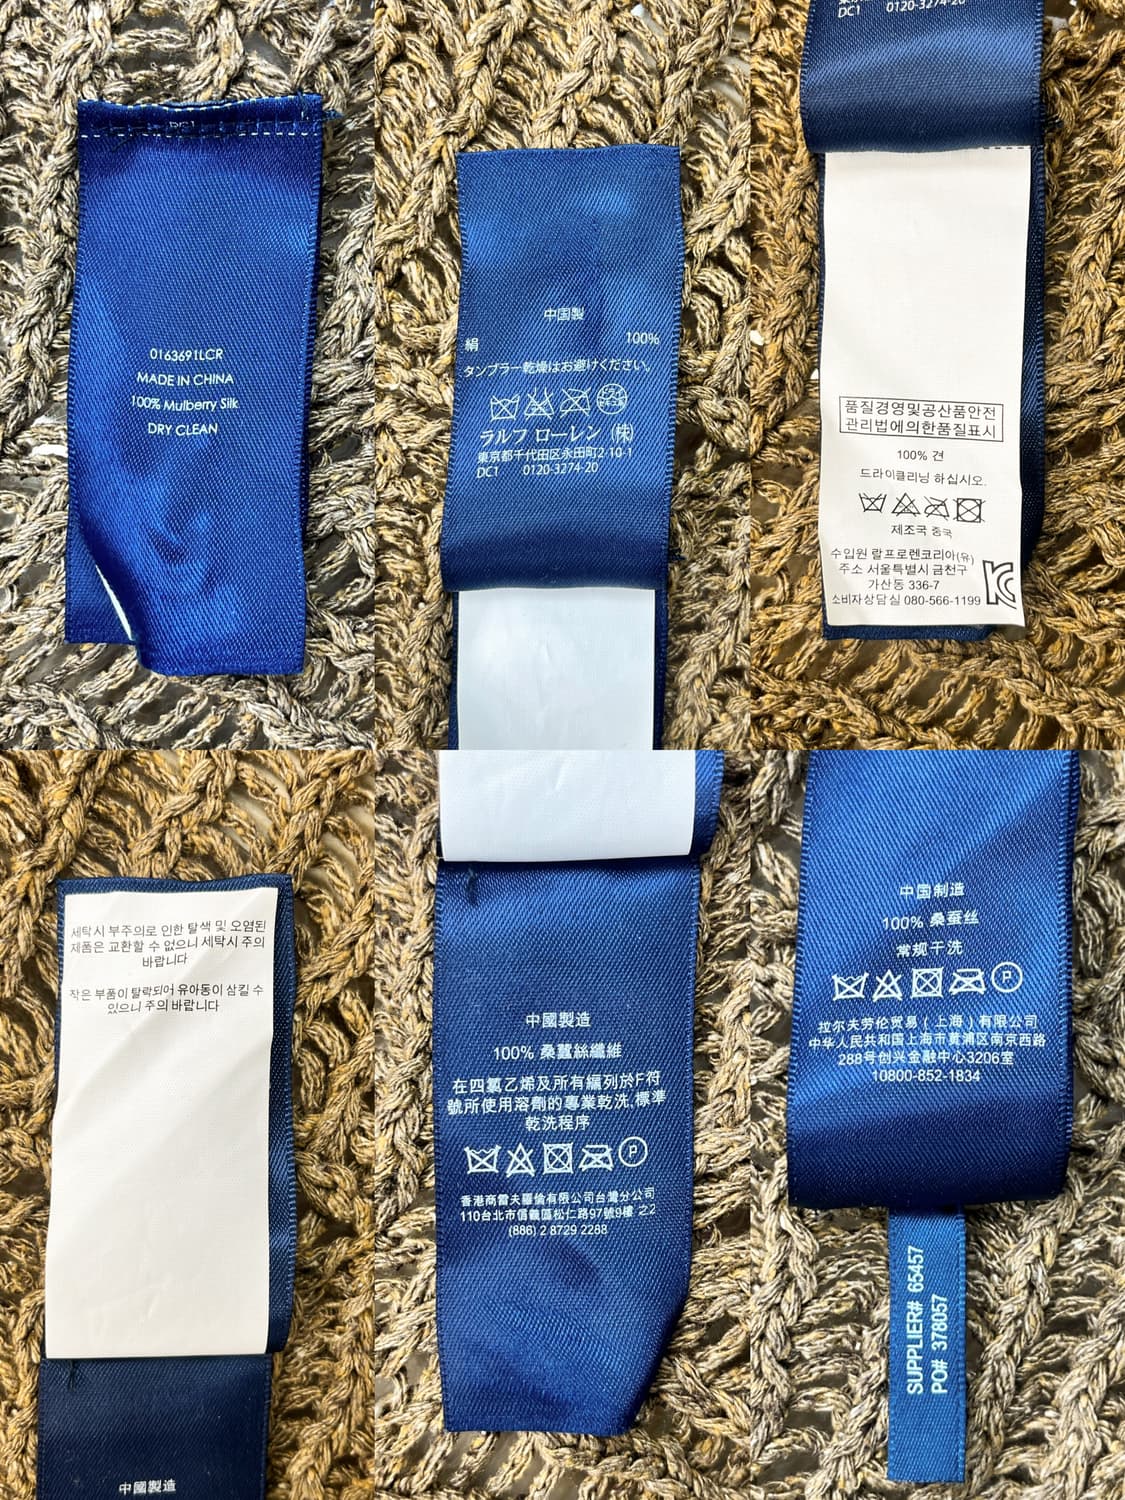 0163691LCR
MADE IN CHINA
100% Mulberry Silk
DRY CLEAN
中国製
絹 100%
タンブラー乾燥はお避けください。
ラルフ ローレン (株)
東京都千代田区永田町2-10-1
DC1 0120-3274-20
DC1 0120-3274-20
품질경영및공산품안전
관리법에의한품질표시
100% 견
드라이클리닝 하십시오.
제조국 중국
수입원 랄프로렌코리아(유)
주소 서울특별시 금천구
가산동 336-7
소비자상담실 080-566-1199
세탁시 부주의로 인한 탈색 및 오염된
제품은 교환할 수 없으니 세탁시 주의
바랍니다
작은 부품이 탈락되어 유아동이 삼킬 수
있으니 주의 바랍니다
中國製造
中國製造
100% 桑蠶絲纖維
在四氯乙烯及所有編列於F符
號所使用溶劑的專業乾洗,標準
乾洗程序
P
香港商雷夫羅倫有限公司台灣分公司
110台北市信義區松仁路97號9樓 之2
(886) 2 8729 2288
中国制造
100% 桑蚕丝
常规干洗
P
拉尔夫劳伦贸易(上海)有限公司
中华人民共和国上海市黄浦区南京西路
288号创兴金融中心3206室
10800-852-1834
SUPPLIER# 65457
PO# 378057